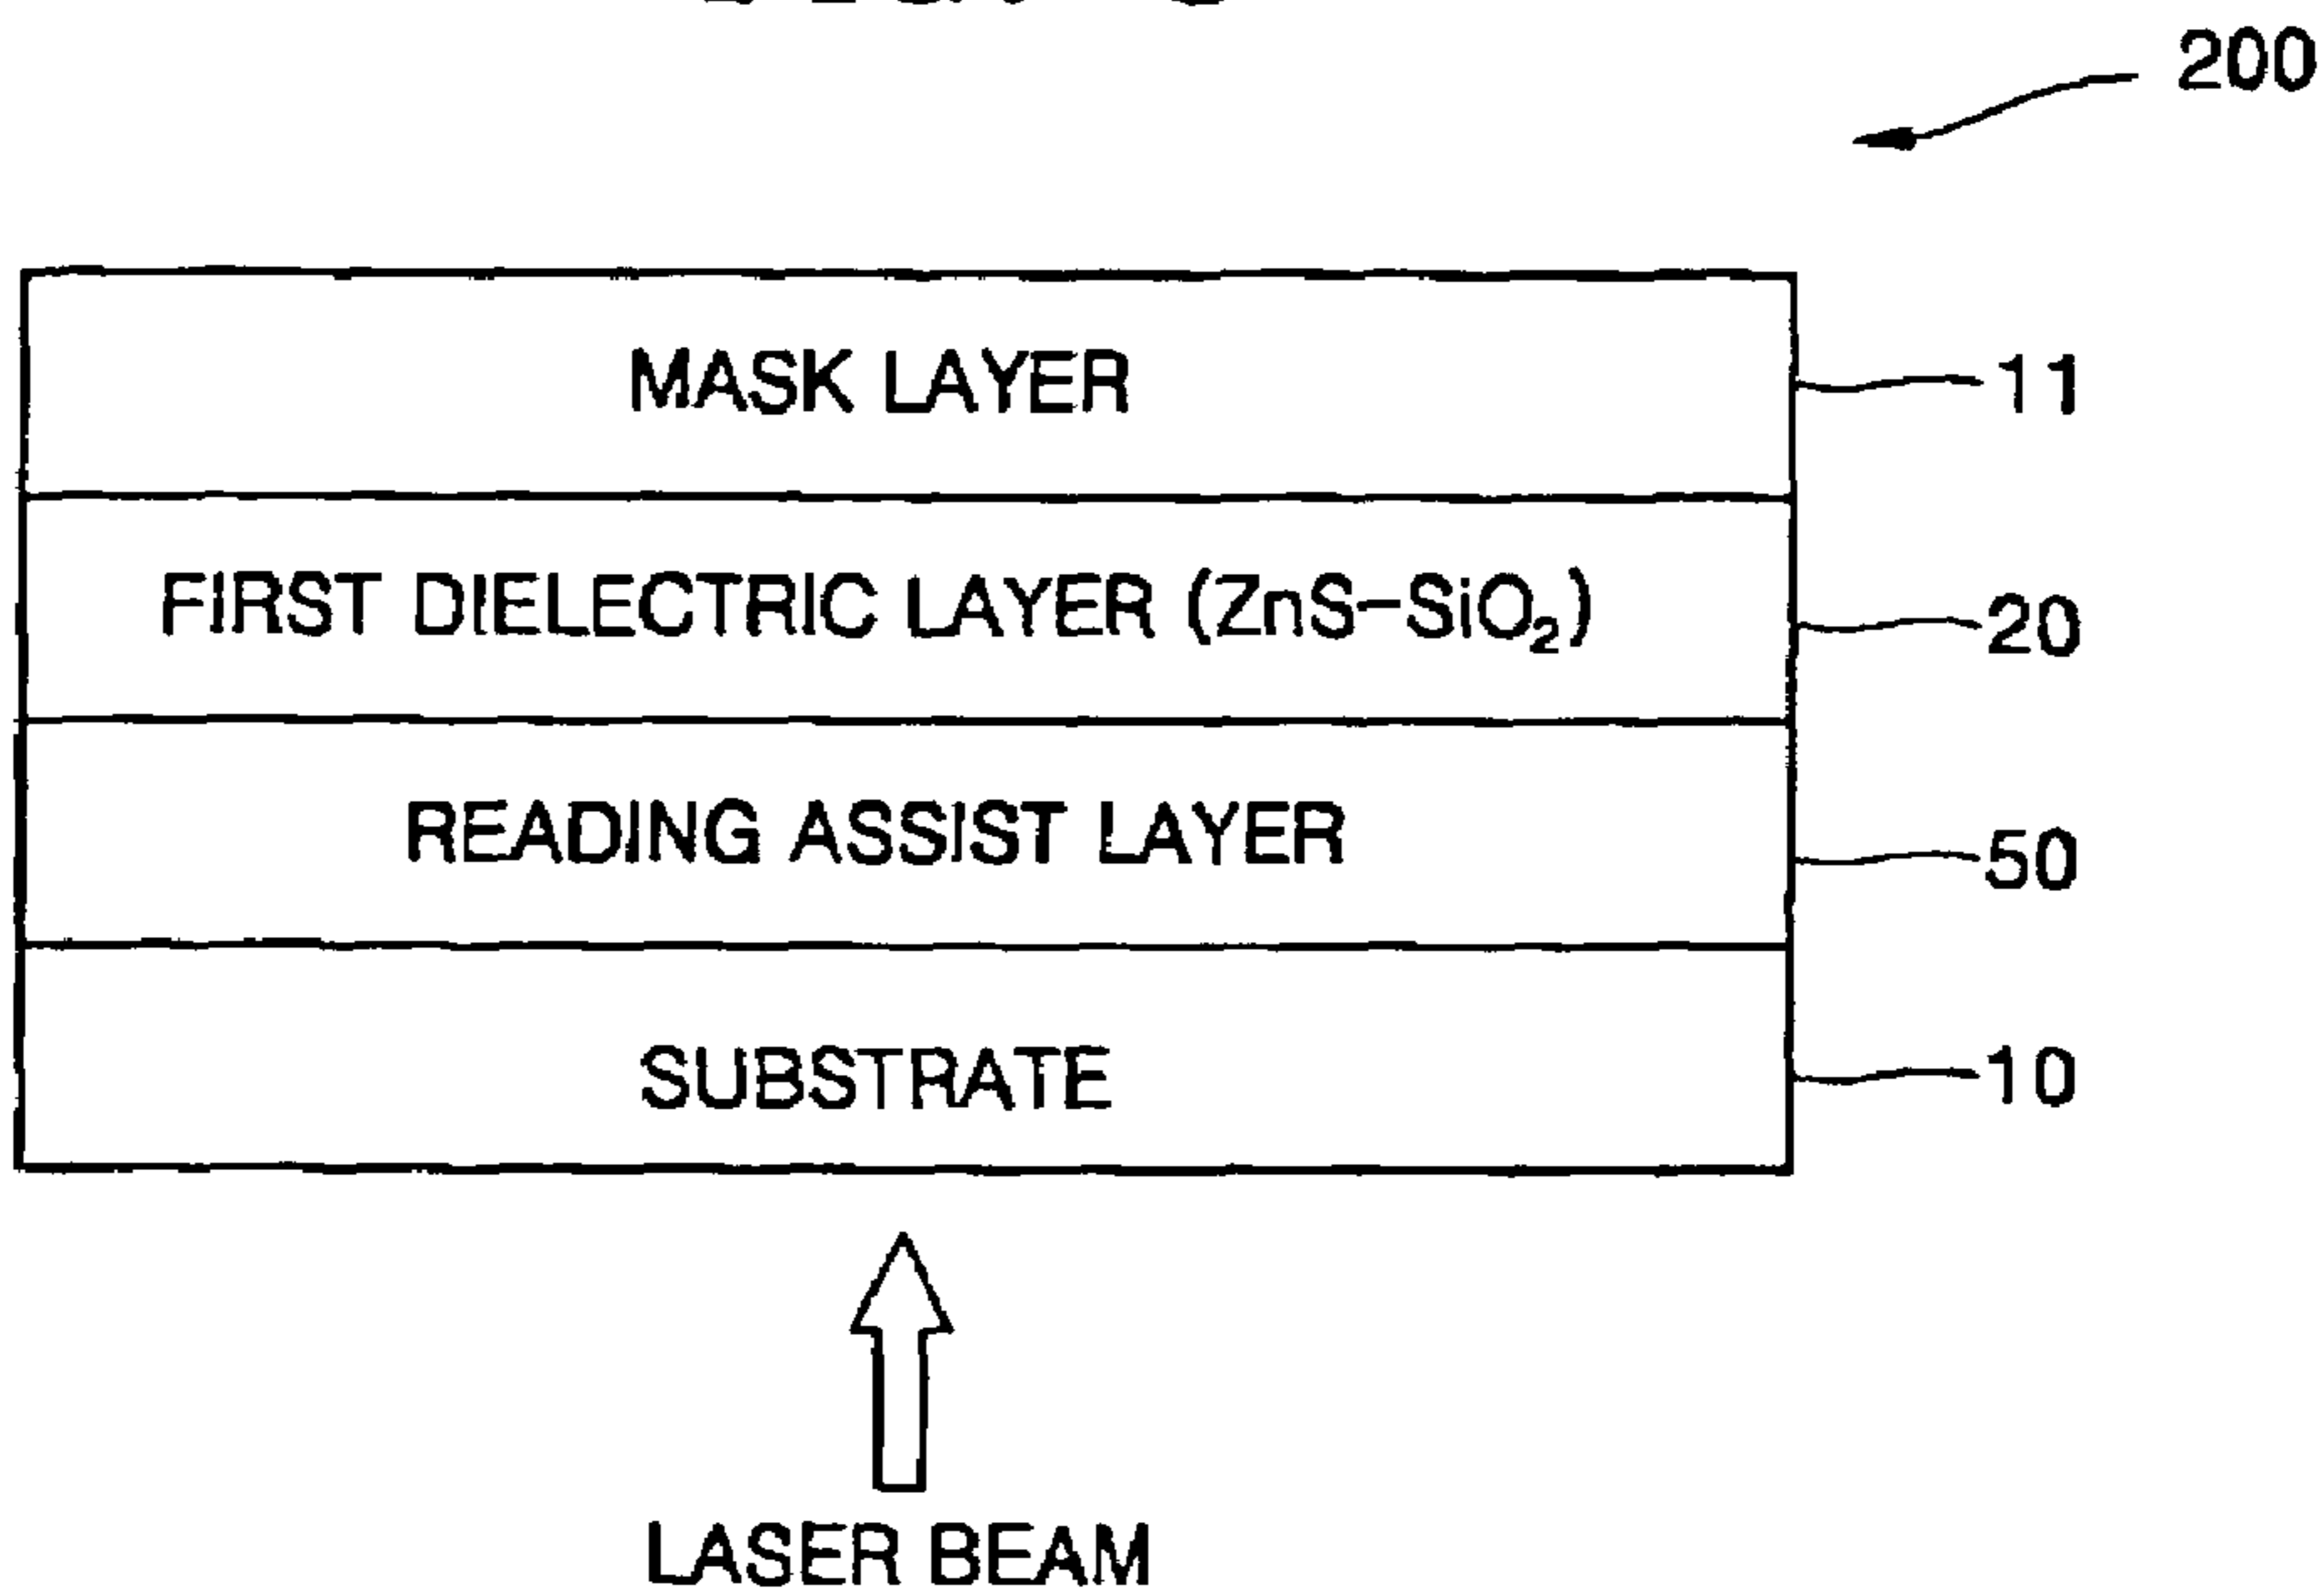 200
MASK LAYER
11
FIRST DIELECTRIC LAYER (ZnS-SiO₂)
20
READING ASSIST LAYER
50
SUBSTRATE
10
LASER BEAM